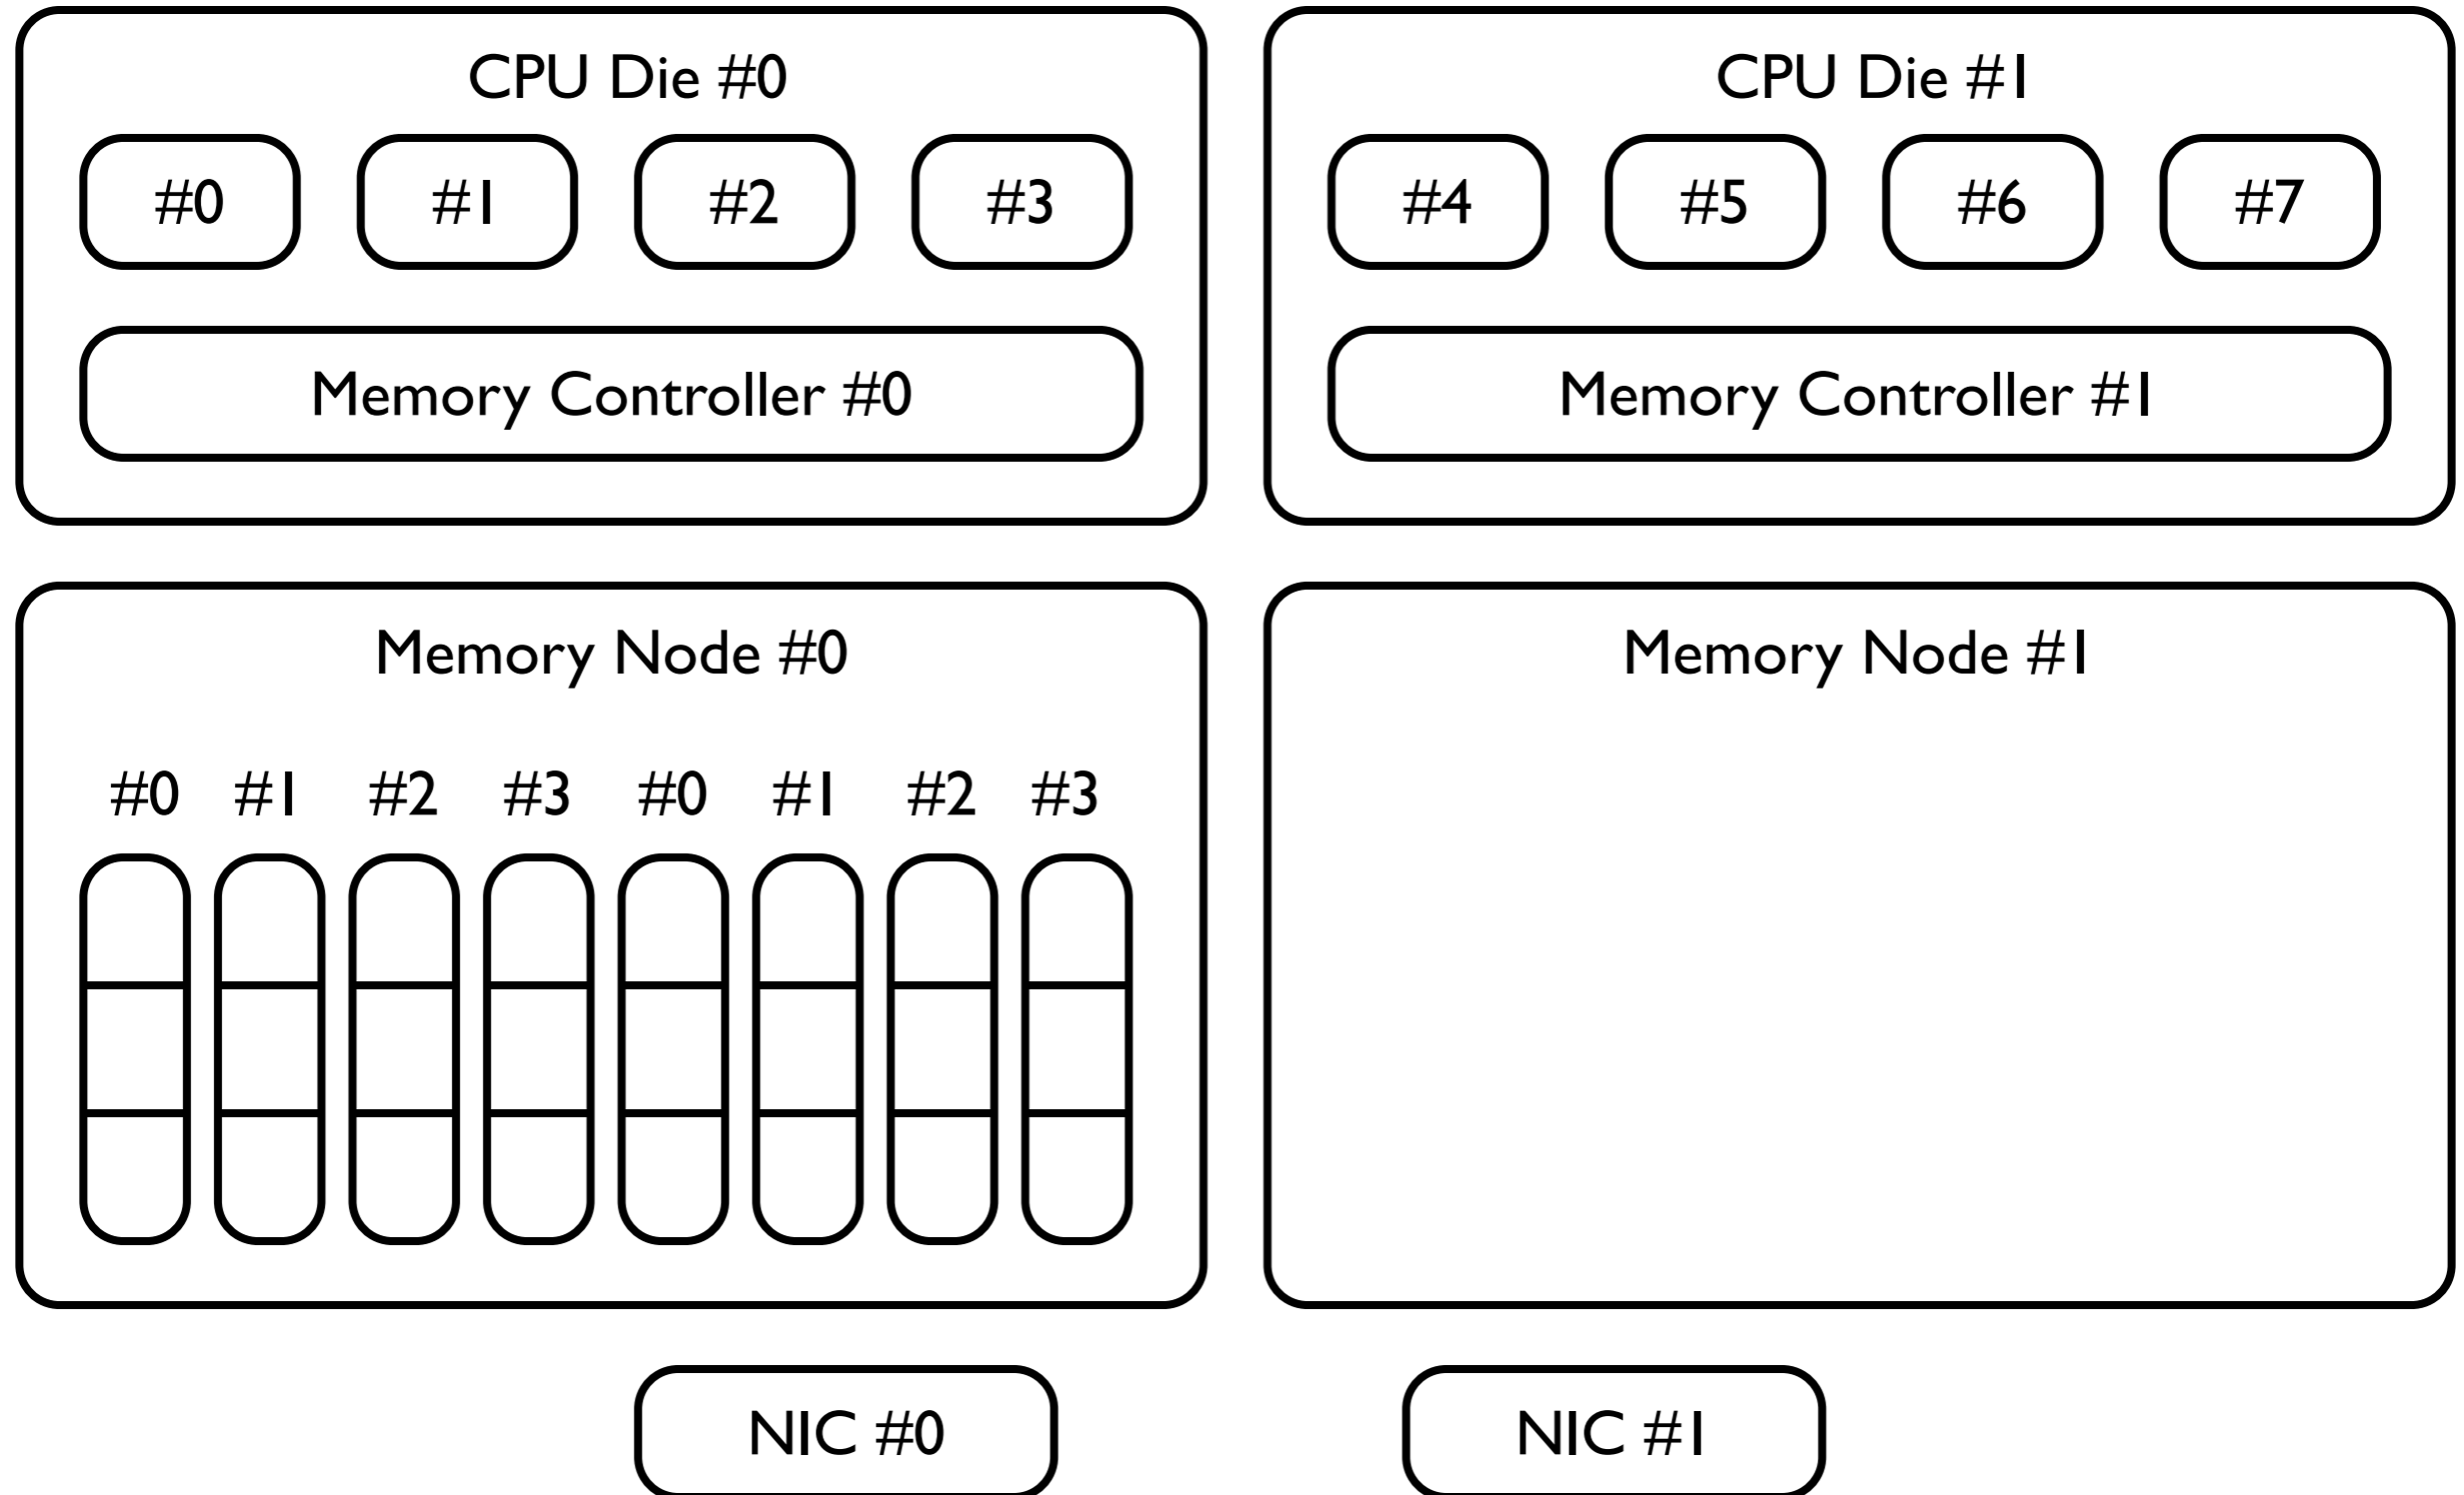 CPU Die #0
#0 #1 #2 #3
Memory Controller #0
CPU Die #1
#4 #5 #6 #7
Memory Controller #1
Memory Node #0
#0 #1 #2 #3 #0 #1 #2 #3
Memory Node #1
NIC #0
NIC #1